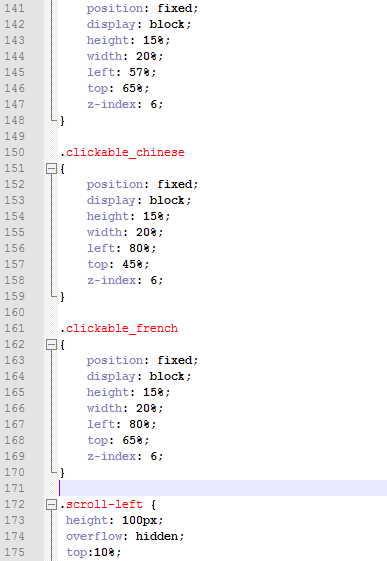 141 position: fixed;
142 display: block;
143 height: 15%;
144 width: 20%;
145 left: 57%;
146 top: 65%;
147 z-index: 6;
148 }
149
150 .clickable_chinese
151 {
152 position: fixed;
153 display: block;
154 height: 15%;
155 width: 20%;
156 left: 80%;
157 top: 45%;
158 z-index: 6;
159 }
160
161 .clickable_french
162 {
163 position: fixed;
164 display: block;
165 height: 15%;
166 width: 20%;
167 left: 80%;
168 top: 65%;
169 z-index: 6;
170 }
171
172 .scroll-left {
173 height: 100px;
174 overflow: hidden;
175 top:10%;